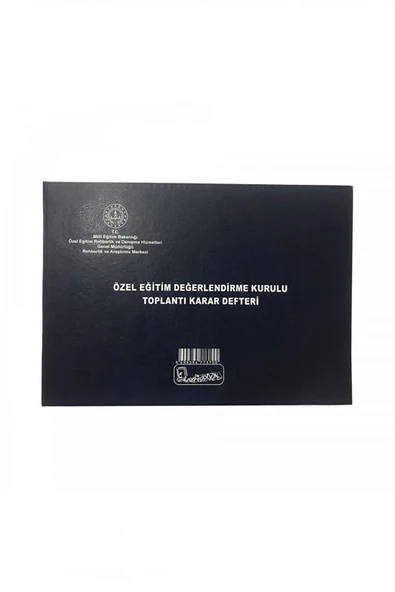 T.C.
Milli Eğitim Bakanlığı
Özel Eğitim Rehberlik ve Danışma Hizmetleri
Genel Müdürlüğü
Rehberlik ve Araştırma Merkezi
ÖZEL EĞİTİM DEĞERLENDİRME KURULU
TOPLANTI KARAR DEFTERİ